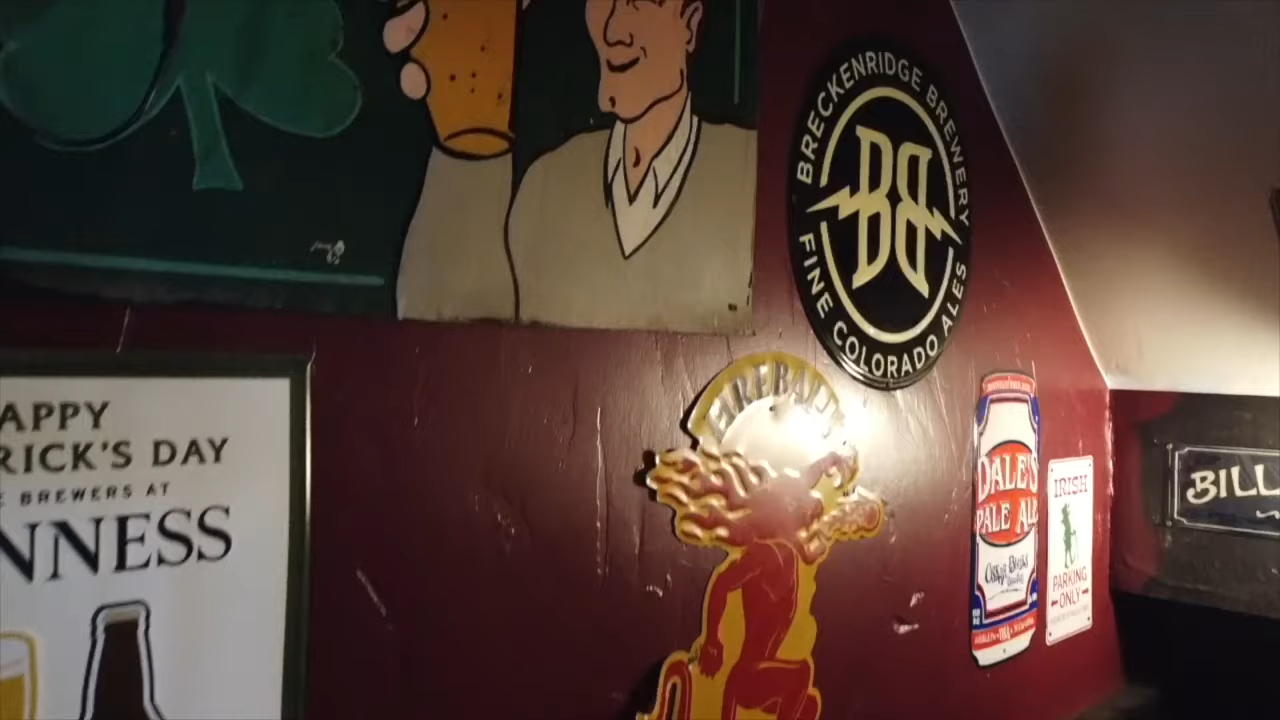 BRECKENRIDGE BREWERY
BB
FINE COLORADO ALES
APPY
RICK'S DAY
E BREWERS AT
NNESS
FIREBALL
DALE'S
PALE ALE
IRISH
PARKING
ONLY
BILL